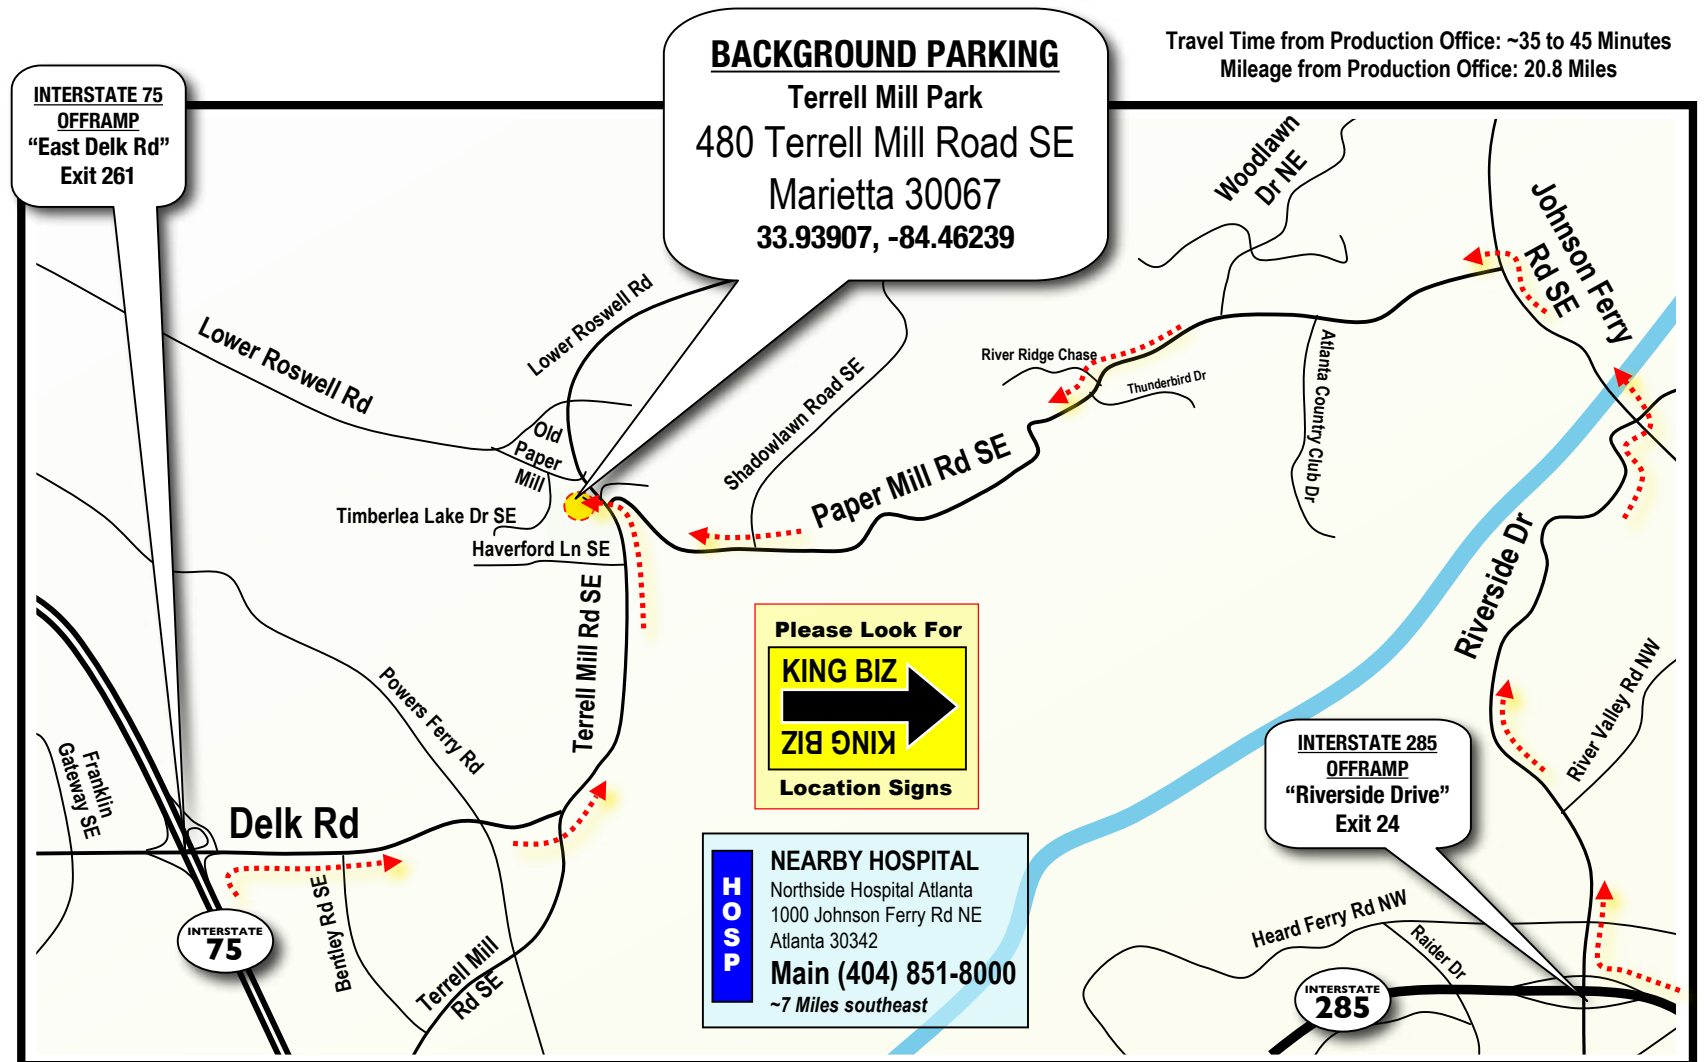 Travel Time from Production Office: ~35 to 45 Minutes
Mileage from Production Office: 20.8 Miles
BACKGROUND PARKING
Terrell Mill Park
480 Terrell Mill Road SE
Marietta 30067
33.93907, -84.46239
INTERSTATE 75
OFFRAMP
“East Delk Rd”
Exit 261
Woodlawn
Dr NE
Johnson Ferry
Rd SE
Lower Roswell Rd
Lower Roswell Rd
Shadowlawn Road SE
River Ridge Chase
Thunderbird Dr
Atlanta Country Club Dr
Old
Paper
Mill
Paper Mill Rd SE
Timberlea Lake Dr SE
Haverford Ln SE
Terrell Mill Rd SE
Riverside Dr
Please Look For
KING BIZ
KING BIZ
Location Signs
Powers Ferry Rd
River Valley Rd NW
Franklin
Gateway SE
Delk Rd
INTERSTATE 285
OFFRAMP
“Riverside Drive”
Exit 24
HOSP
NEARBY HOSPITAL
Northside Hospital Atlanta
1000 Johnson Ferry Rd NE
Atlanta 30342
Main (404) 851-8000
~7 Miles southeast
Bentley Rd SE
INTERSTATE
75
Terrell Mill
Rd SE
Heard Ferry Rd NW
Raider Dr
INTERSTATE
285